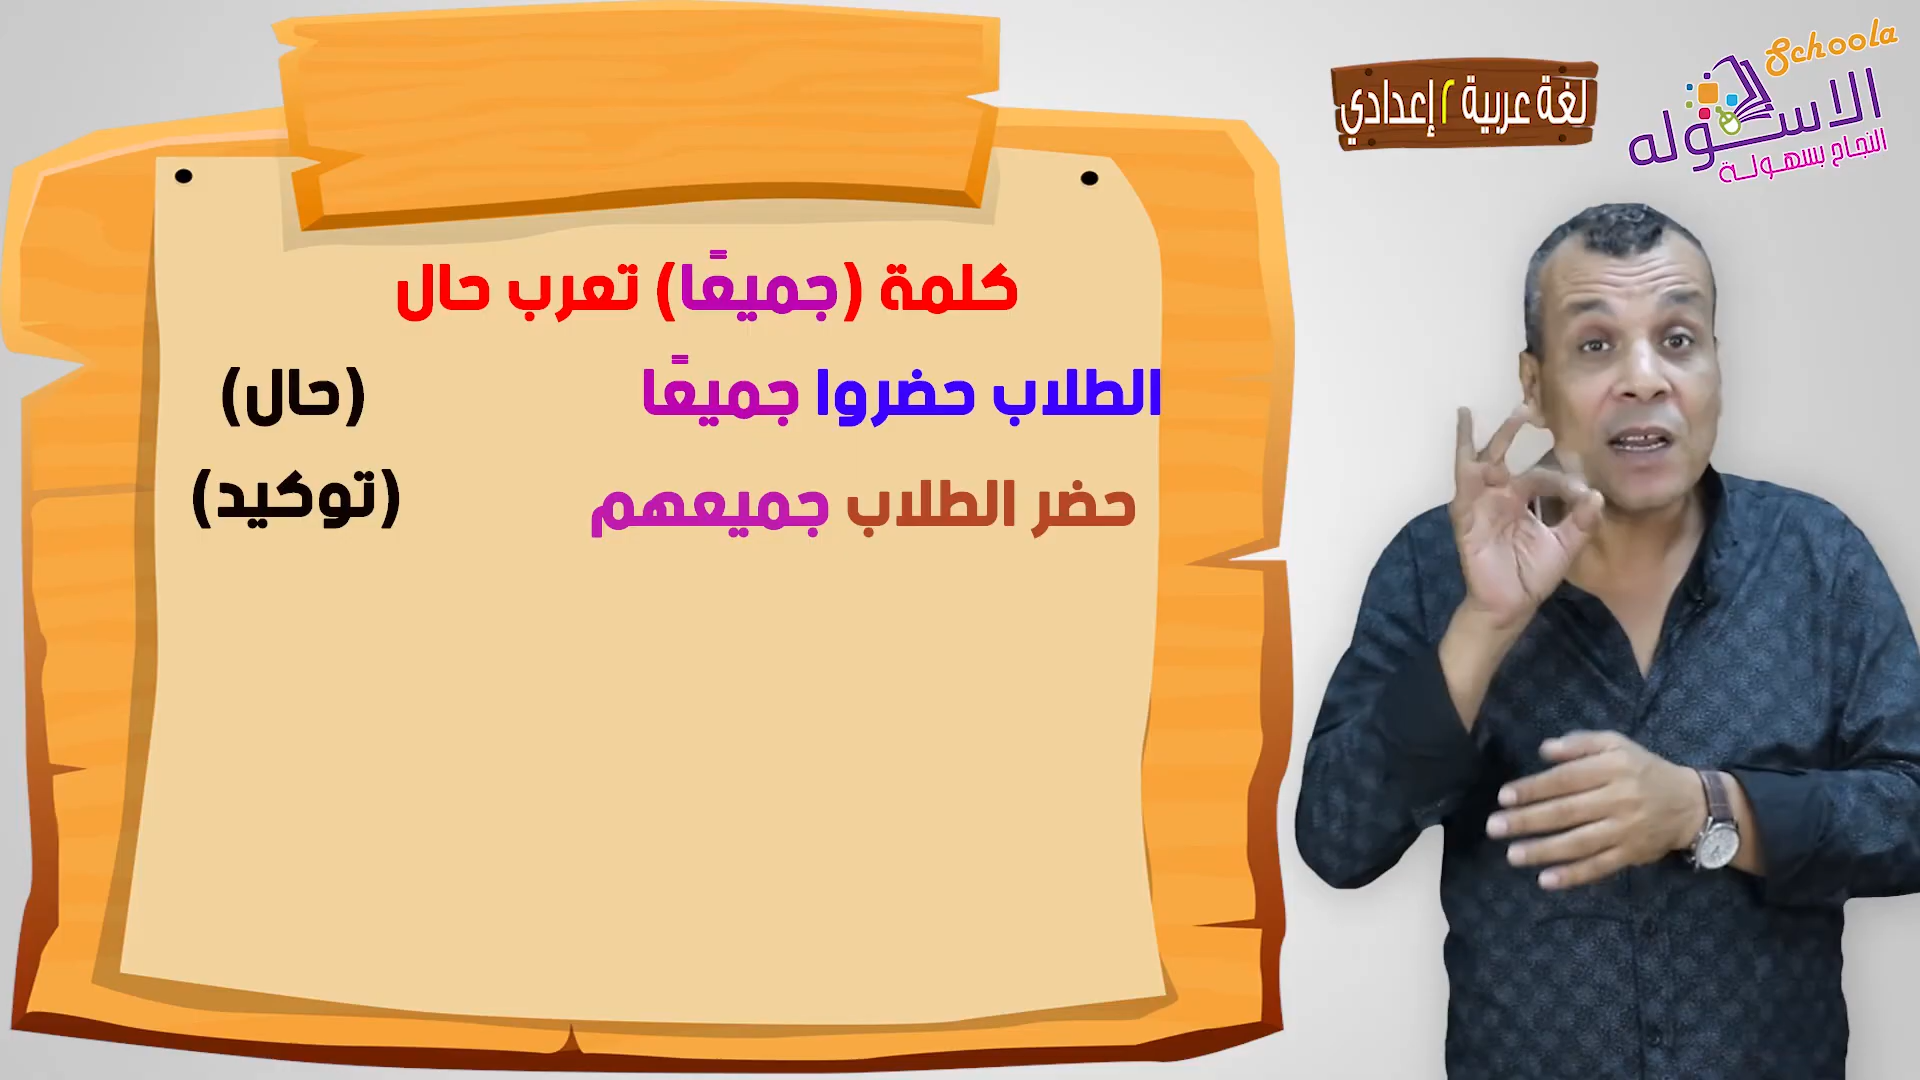 Schoola
الاسكوله
النجاح بسهولة
لغة عربية ٢ إعدادي
كلمة (جميعًا) تعرب حال
الطلاب حضروا جميعًا (حال)
حضر الطلاب جميعهم (توكيد)